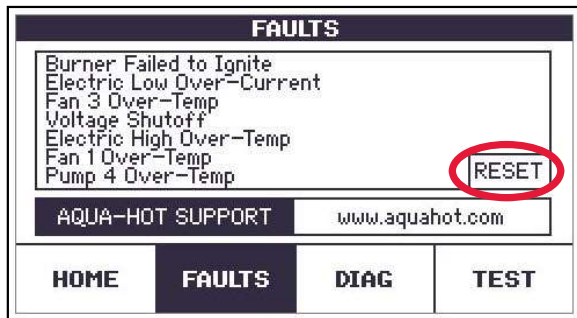 FAULTS
Burner Failed to Ignite
Electric Low Over-Current
Fan 3 Over-Temp
Voltage Shutoff
Electric High Over-Temp
Fan 1 Over-Temp
Pump 4 Over-Temp
RESET
AQUA-HOT SUPPORT www.aquahot.com
HOME FAULTS DIAG TEST